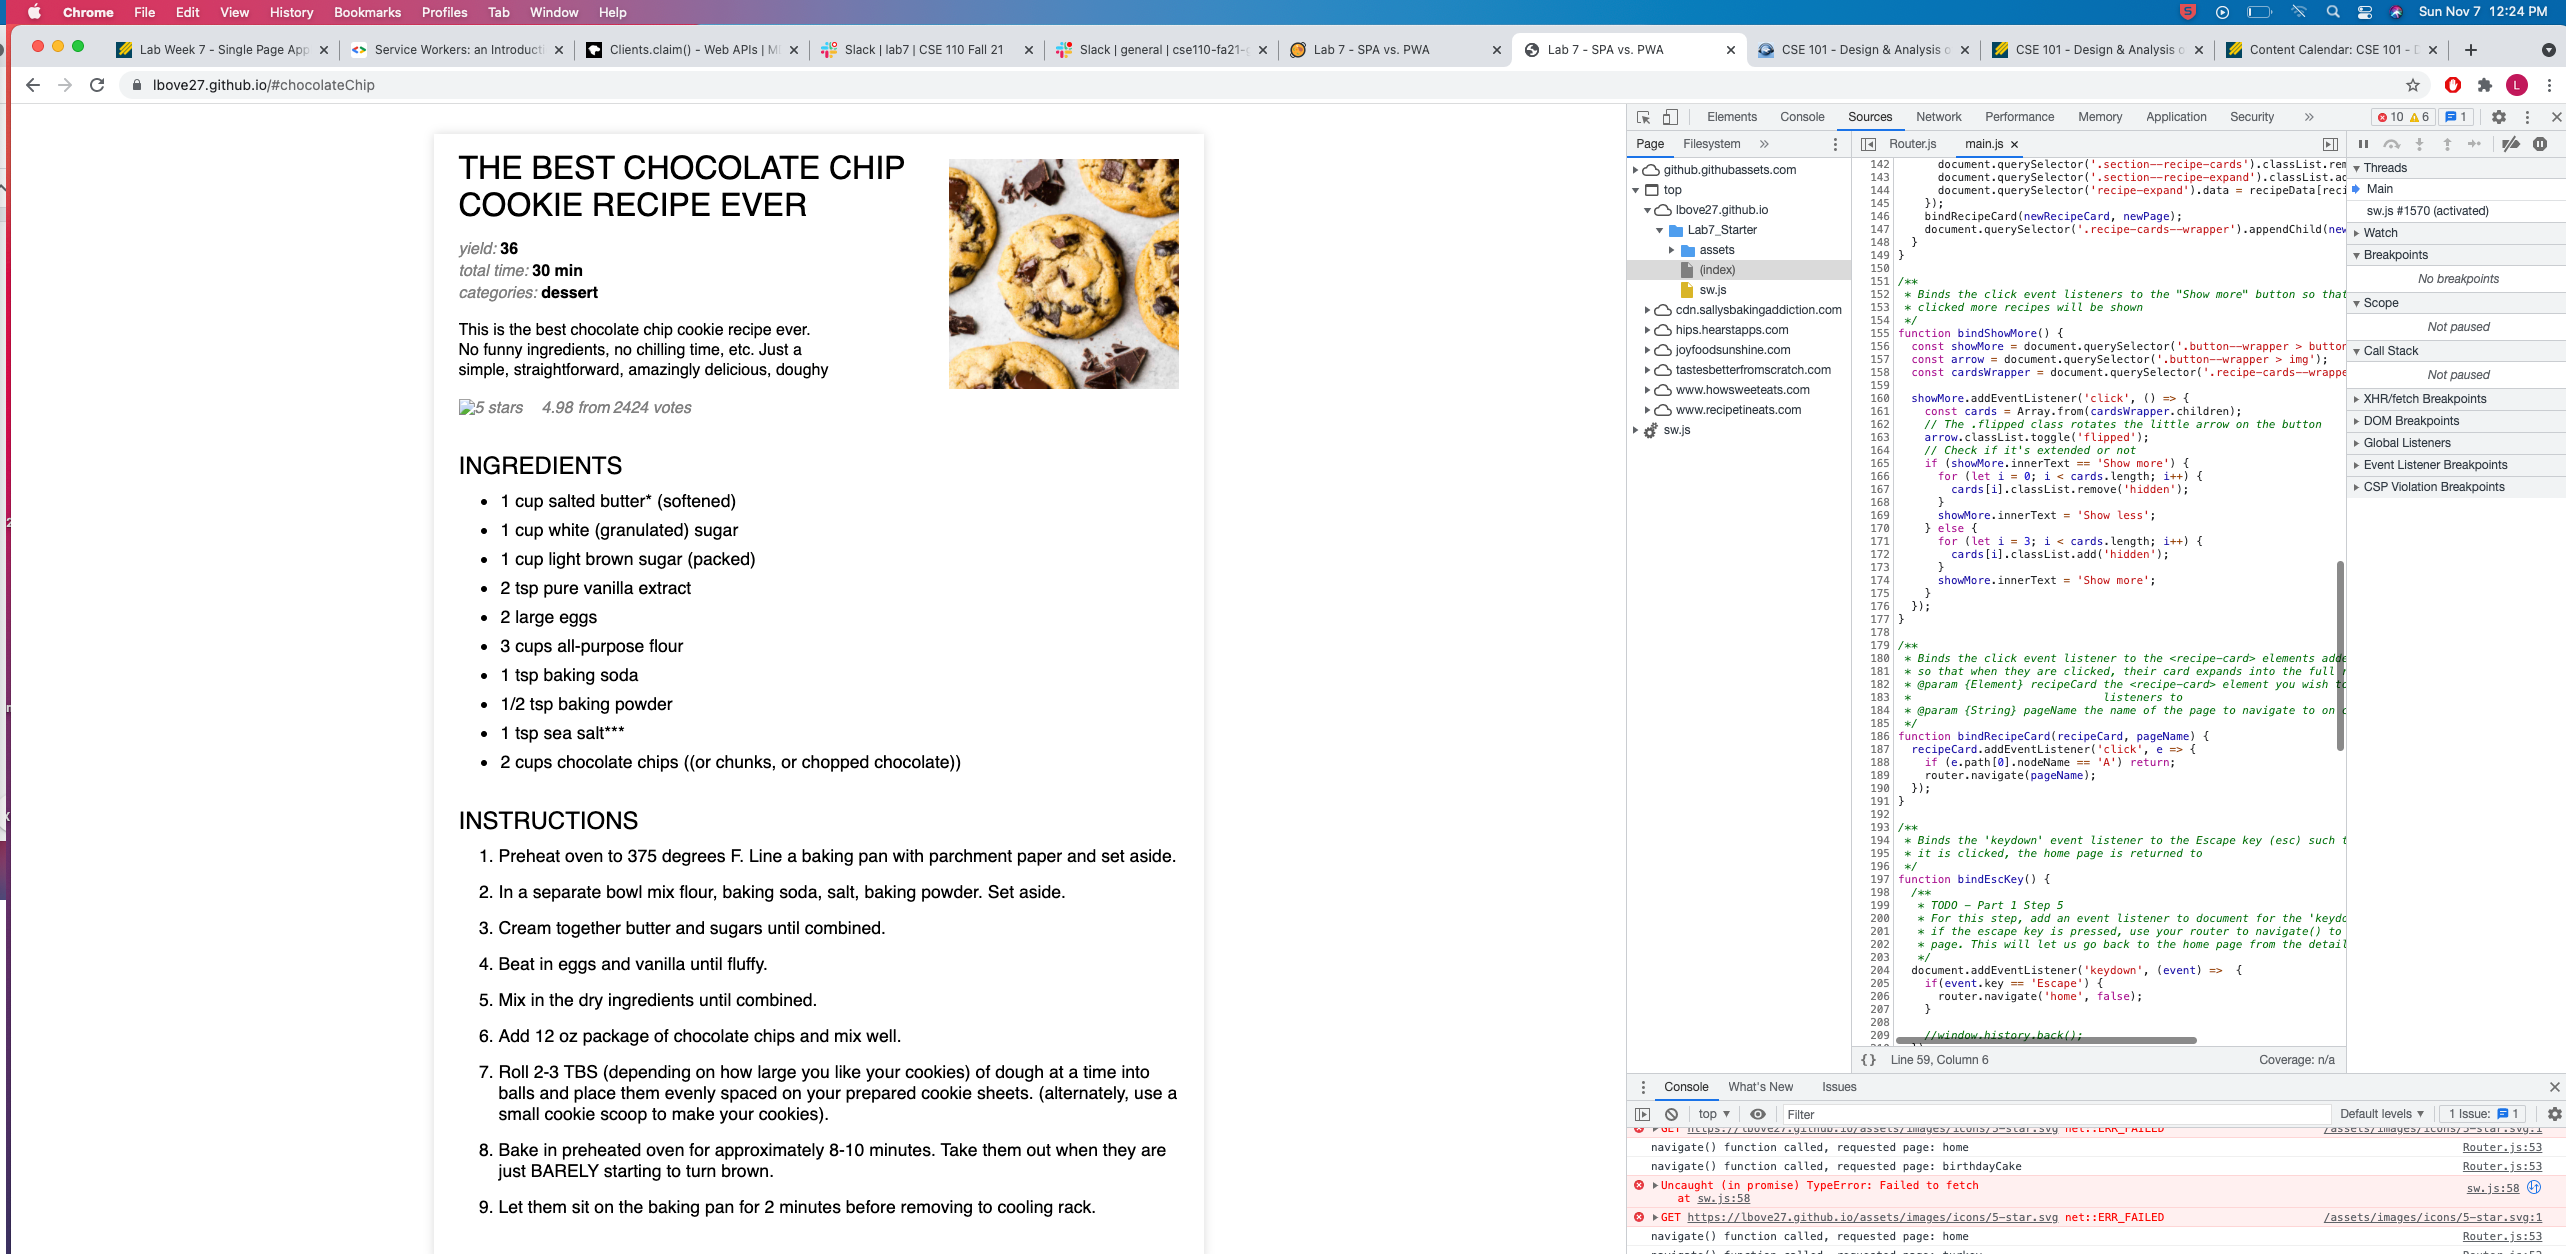 Chrome File Edit View History Bookmarks Profiles Tab Window Help
Sun Nov 7 12:24 PM
Lab Week 7 - Single Page App
Service Workers: an Introducti
Clients.claim() - Web APIs | M
Slack | lab7 | CSE 110 Fall 21
Slack | general | cse110-fa21-g
Lab 7 - SPA vs. PWA
Lab 7 - SPA vs. PWA
CSE 101 - Design & Analysis o
CSE 101 - Design & Analysis o
Content Calendar: CSE 101 - D
lbove27.github.io/#chocolateChip
L
THE BEST CHOCOLATE CHIP
COOKIE RECIPE EVER
yield: 36
total time: 30 min
categories: dessert
This is the best chocolate chip cookie recipe ever.
No funny ingredients, no chilling time, etc. Just a
simple, straightforward, amazingly delicious, doughy
5 stars 4.98 from 2424 votes
INGREDIENTS
• 1 cup salted butter* (softened)
• 1 cup white (granulated) sugar
• 1 cup light brown sugar (packed)
• 2 tsp pure vanilla extract
• 2 large eggs
• 3 cups all-purpose flour
• 1 tsp baking soda
• 1/2 tsp baking powder
• 1 tsp sea salt***
• 2 cups chocolate chips ((or chunks, or chopped chocolate))
INSTRUCTIONS
1. Preheat oven to 375 degrees F. Line a baking pan with parchment paper and set aside.
2. In a separate bowl mix flour, baking soda, salt, baking powder. Set aside.
3. Cream together butter and sugars until combined.
4. Beat in eggs and vanilla until fluffy.
5. Mix in the dry ingredients until combined.
6. Add 12 oz package of chocolate chips and mix well.
7. Roll 2-3 TBS (depending on how large you like your cookies) of dough at a time into
balls and place them evenly spaced on your prepared cookie sheets. (alternately, use a
small cookie scoop to make your cookies).
8. Bake in preheated oven for approximately 8-10 minutes. Take them out when they are
just BARELY starting to turn brown.
9. Let them sit on the baking pan for 2 minutes before removing to cooling rack.
Elements Console Sources Network Performance Memory Application Security » 10 6 1
Page Filesystem »
github.githubassets.com
top
lbove27.github.io
Lab7_Starter
assets
(index)
sw.js
cdn.sallysbakingaddiction.com
hips.hearstapps.com
joyfoodsunshine.com
tastesbetterfromscratch.com
www.howsweeteats.com
www.recipetineats.com
sw.js
Router.js main.js
142 document.querySelector('.section--recipe-cards').classList.rem
143 document.querySelector('.section--recipe-expand').classList.ad
144 document.querySelector('recipe-expand').data = recipeData[reci
145 });
146 bindRecipeCard(newRecipeCard, newPage);
147 document.querySelector('.recipe-cards--wrapper').appendChild(new
148 }
149 }
150
151 /**
152 * Binds the click event listeners to the "Show more" button so that
153 * clicked more recipes will be shown
154 */
155 function bindShowMore() {
156 const showMore = document.querySelector('.button--wrapper > button
157 const arrow = document.querySelector('.button--wrapper > img');
158 const cardsWrapper = document.querySelector('.recipe-cards--wrappe
159
160 showMore.addEventListener('click', () => {
161 const cards = Array.from(cardsWrapper.children);
162 // The .flipped class rotates the little arrow on the button
163 arrow.classList.toggle('flipped');
164 // Check if it's extended or not
165 if (showMore.innerText == 'Show more') {
166 for (let i = 0; i < cards.length; i++) {
167 cards[i].classList.remove('hidden');
168 }
169 showMore.innerText = 'Show less';
170 } else {
171 for (let i = 3; i < cards.length; i++) {
172 cards[i].classList.add('hidden');
173 }
174 showMore.innerText = 'Show more';
175 }
176 });
177 }
178
179 /**
180 * Binds the click event listener to the <recipe-card> elements adde
181 * so that when they are clicked, their card expands into the full r
182 * @param {Element} recipeCard the <recipe-card> element you wish to
183 * listeners to
184 * @param {String} pageName the name of the page to navigate to on c
185 */
186 function bindRecipeCard(recipeCard, pageName) {
187 recipeCard.addEventListener('click', e => {
188 if (e.path[0].nodeName == 'A') return;
189 router.navigate(pageName);
190 });
191 }
192
193 /**
194 * Binds the 'keydown' event listener to the Escape key (esc) such t
195 * it is clicked, the home page is returned to
196 */
197 function bindEscKey() {
198 /**
199 * TODO - Part 1 Step 5
200 * For this step, add an event listener to document for the 'keydo
201 * if the escape key is pressed, use your router to navigate() to
202 * page. This will let us go back to the home page from the detail
203 */
204 document.addEventListener('keydown', (event) => {
205 if(event.key == 'Escape') {
206 router.navigate('home', false);
207 }
208
209 //window.history.back();
{} Line 59, Column 6 Coverage: n/a
Threads
Main
sw.js #1570 (activated)
Watch
Breakpoints
No breakpoints
Scope
Not paused
Call Stack
Not paused
XHR/fetch Breakpoints
DOM Breakpoints
Global Listeners
Event Listener Breakpoints
CSP Violation Breakpoints
Console What's New Issues
top Filter Default levels 1 Issue: 1
GET https://lbove27.github.io/assets/images/icons/5-star.svg net::ERR_FAILED /assets/images/icons/5-star.svg:1
navigate() function called, requested page: home Router.js:53
navigate() function called, requested page: birthdayCake Router.js:53
Uncaught (in promise) TypeError: Failed to fetch sw.js:58
at sw.js:58
GET https://lbove27.github.io/assets/images/icons/5-star.svg net::ERR_FAILED /assets/images/icons/5-star.svg:1
navigate() function called, requested page: home Router.js:53